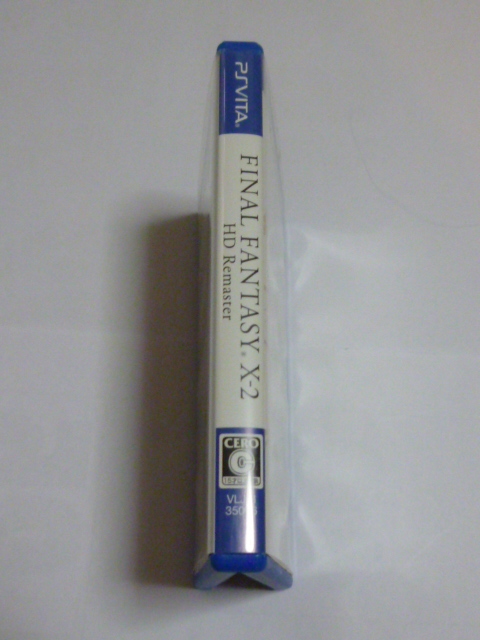 PSVITA®
FINAL FANTASY® X-2
HD Remaster
CERO
C